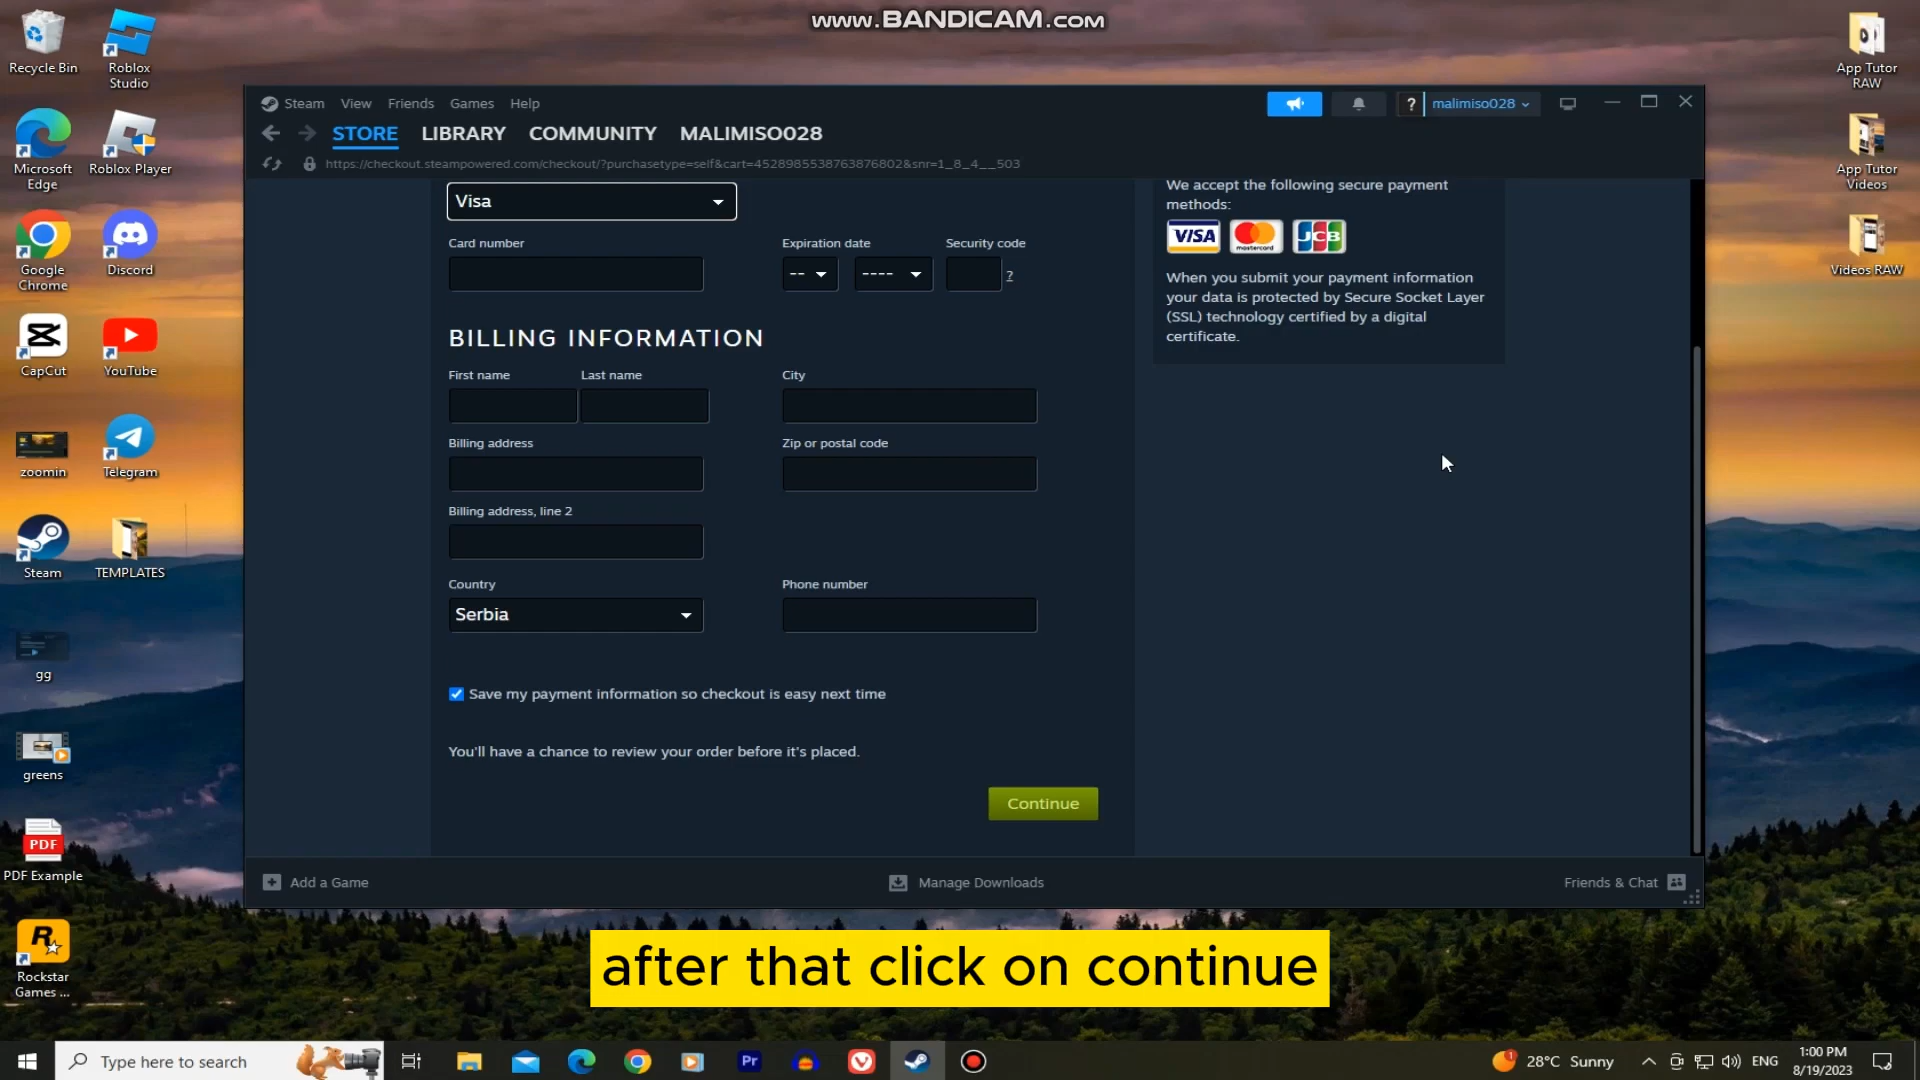 www.BANDICAM.com
Recycle Bin
Roblox
Studio
Microsoft
Edge
Roblox Player
Google
Chrome
Discord
CapCut
YouTube
zoomin
Telegram
Steam
TEMPLATES
gg
greens
PDF
PDF Example
Rockstar
Games ...
App Tutor
RAW
App Tutor
Videos
Videos RAW
Steam View Friends Games Help
? malimiso028
STORE LIBRARY COMMUNITY MALIMISO028
https://checkout.steampowered.com/checkout/?purchasetype=self&cart=4528985538763876802&snr=1_8_4__503
Visa
Card number
Expiration date
Security code
-- ---- ?
BILLING INFORMATION
First name Last name City
Billing address Zip or postal code
Billing address, line 2
Country Phone number
Serbia
Save my payment information so checkout is easy next time
You'll have a chance to review your order before it's placed.
Continue
We accept the following secure payment
methods:
VISA mastercard JCB
When you submit your payment information
your data is protected by Secure Socket Layer
(SSL) technology certified by a digital
certificate.
Add a Game
Manage Downloads
Friends & Chat
after that click on continue
Type here to search
Pr
1
28°C Sunny
ENG
1:00 PM
8/19/2023